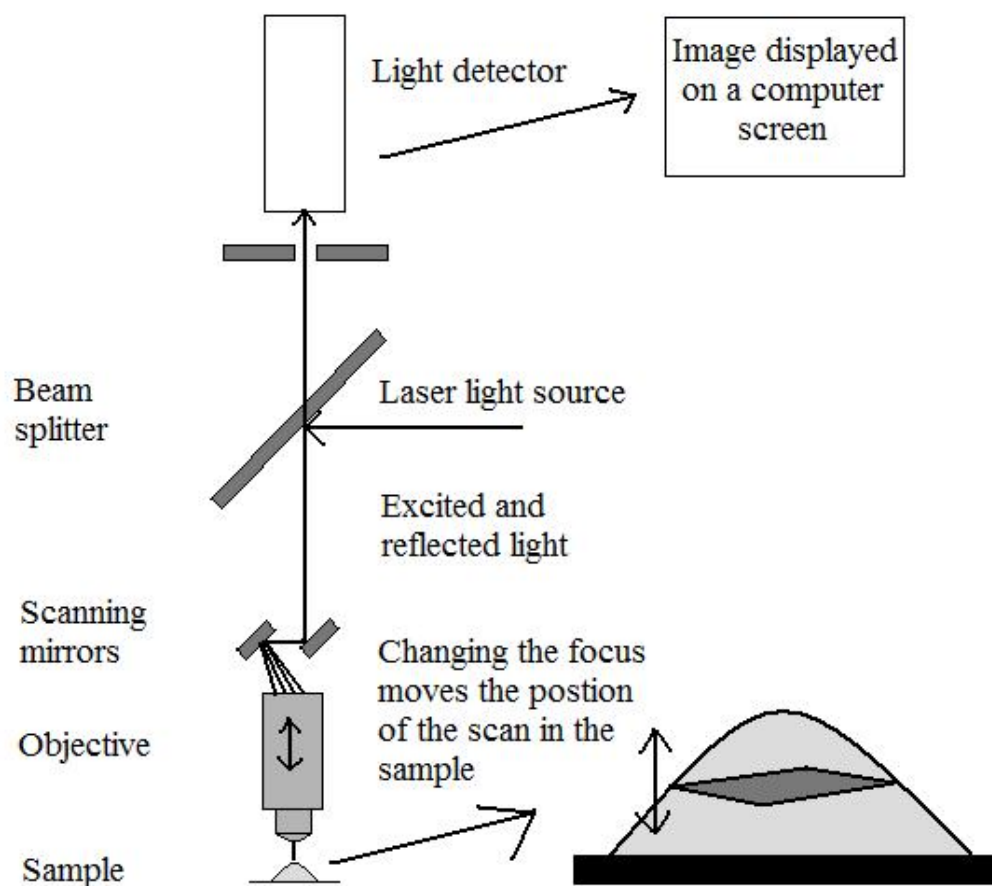 Light detector
Image displayed
on a computer
screen
Beam
splitter
Laser light source
Excited and
reflected light
Scanning
mirrors
Changing the focus
moves the postion
of the scan in the
sample
Objective
Sample